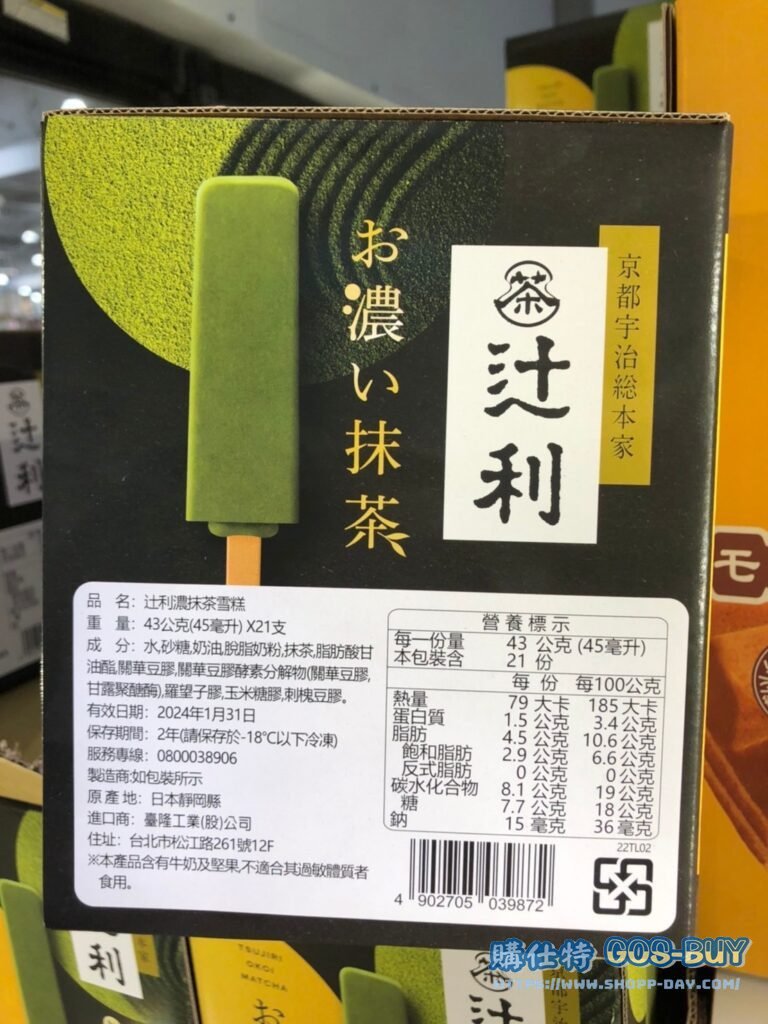 お濃い抹茶
茶
辻利
京都宇治総本家
辻利
モ
品 名：辻利濃抹茶雪糕
重 量：43公克(45毫升) X21支
成 分：水,砂糖,奶油,脫脂奶粉,抹茶,脂肪酸甘
油酯,關華豆膠,關華豆膠酵素分解物(關華豆膠,
甘露聚醣酶),羅望子膠,玉米糖膠,刺槐豆膠。
有效日期：2024年1月31日
保存期間：2年(請保存於-18℃以下冷凍)
服務專線：0800038906
製造商:如包裝所示
原 產 地：日本靜岡縣
進口商：臺隆工業(股)公司
住址：台北市松江路261號12F
※本產品含有牛奶及堅果,不適合其過敏體質者
食用。
營養標示
每一份量 43 公克 (45毫升)
本包裝含 21 份
每 份 每100公克
熱量 79 大卡 185 大卡
蛋白質 1.5 公克 3.4 公克
脂肪 4.5 公克 10.6 公克
飽和脂肪 2.9 公克 6.6 公克
反式脂肪 0 公克 0 公克
碳水化合物 8.1 公克 19 公克
糖 7.7 公克 18 公克
鈉 15 毫克 36 毫克
22TL02
4 902705 039872
利
TSUJIRI
OKOI
MATCHA
お
茶
辻
購仕特 GOS-BUY
HTTPS://WWW.SHOPP-DAY.COM/